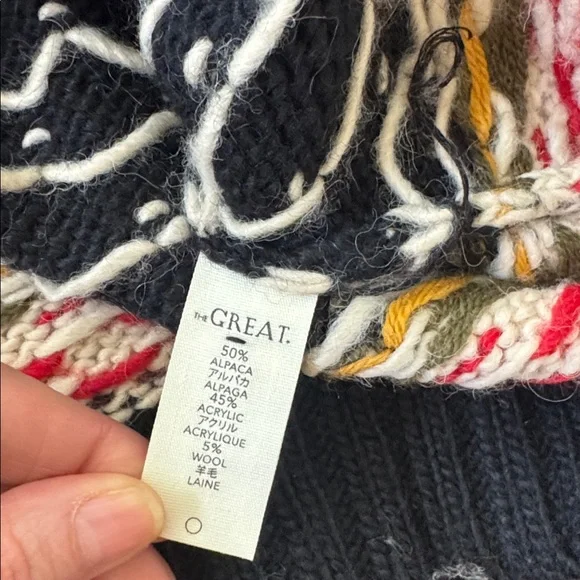 THE GREAT.
50%
ALPACA
アルパカ
ALPAGA
45%
ACRYLIC
アクリル
ACRYLIQUE
5%
WOOL
羊毛
LAINE